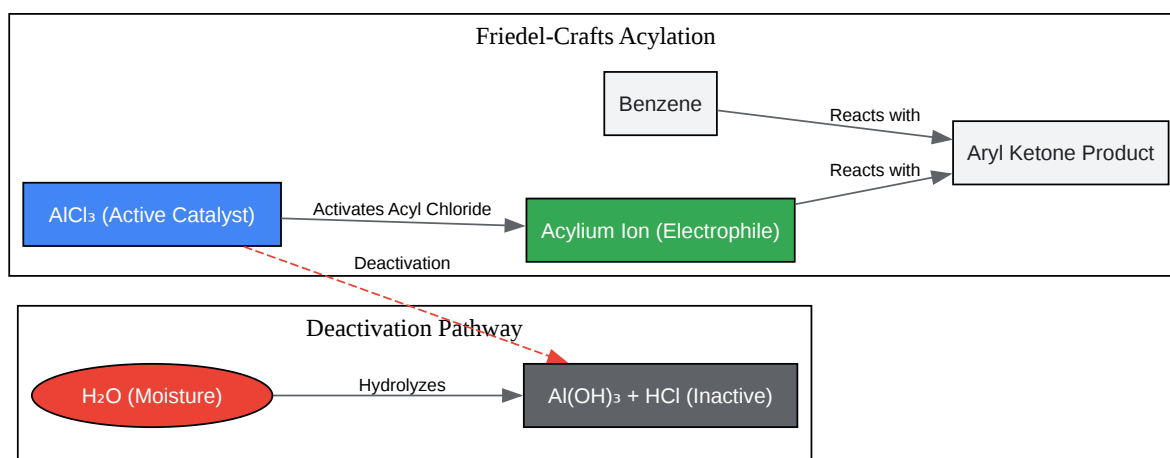 Friedel-Crafts Acylation
Benzene
Reacts with
Aryl Ketone Product
Reacts with
AlCl₃ (Active Catalyst)
Activates Acyl Chloride
Acylium Ion (Electrophile)
Deactivation
Deactivation Pathway
H₂O (Moisture)
Hydrolyzes
Al(OH)₃ + HCl (Inactive)